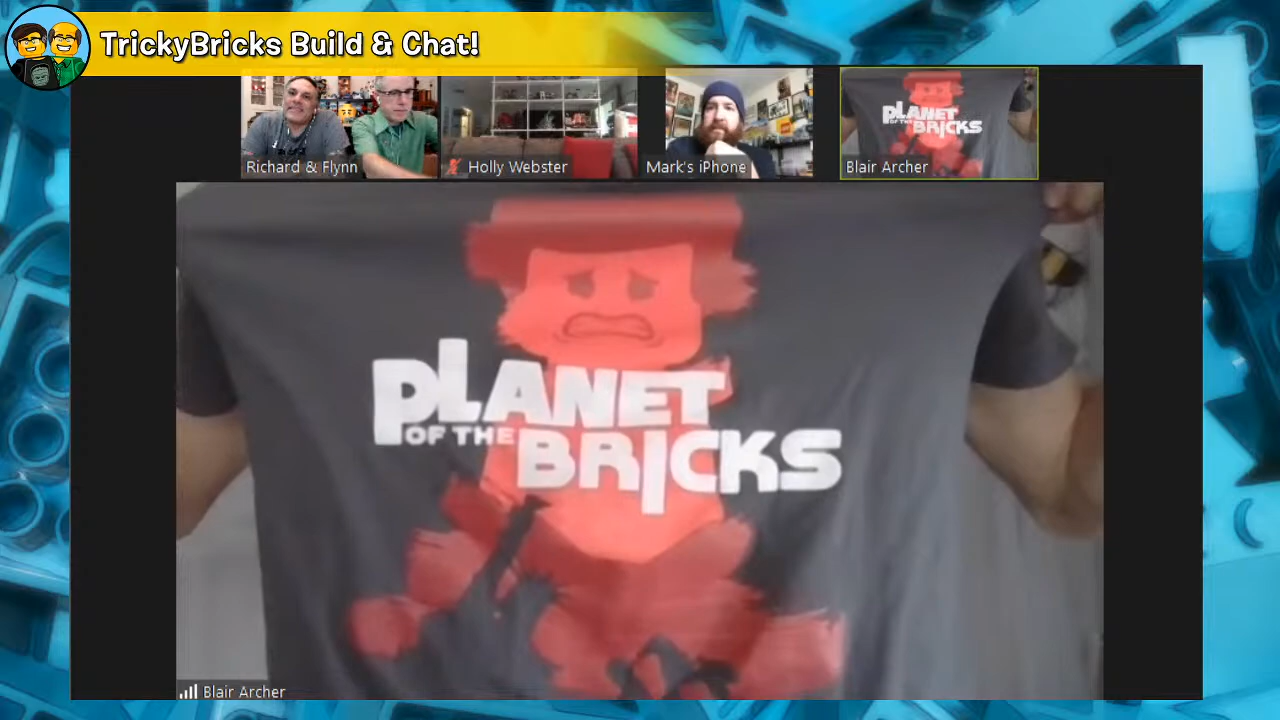 TrickyBricks Build & Chat!
Richard & Flynn
Holly Webster
Mark's iPhone
Blair Archer
PLANET
OF THE
BRICKS
PLANET
OF THE BRICKS
Blair Archer